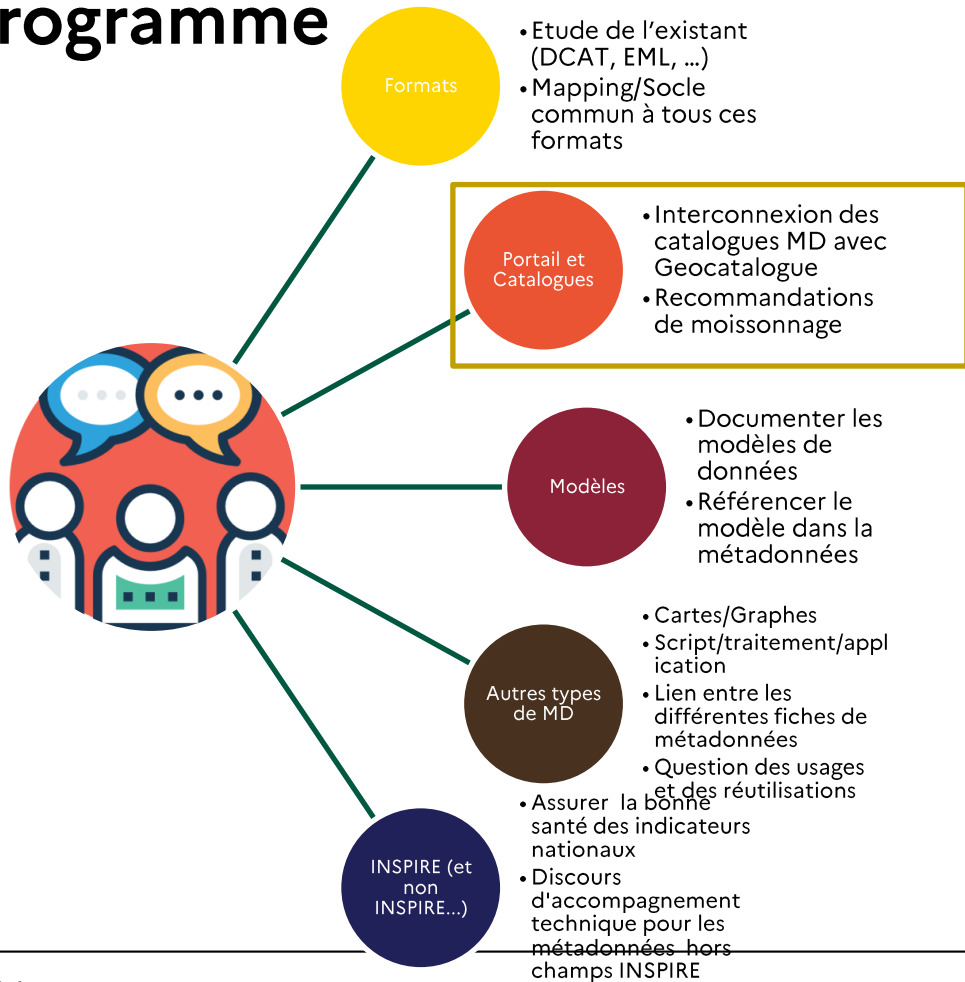 rogramme
Formats
•Etude de l’existant
(DCAT, EML, …)
•Mapping/Socle
commun à tous ces
formats
Portail et
Catalogues
•Interconnexion des
catalogues MD avec
Geocatalogue
•Recommandations
de moissonnage
Modèles
•Documenter les
modèles de
données
•Référencer le
modèle dans la
métadonnées
Autres types
de MD
•Cartes/Graphes
•Script/traitement/appl
ication
•Lien entre les
différentes fiches de
métadonnées
•Question des usages
et des réutilisations
INSPIRE (et
non
INSPIRE...)
•Assurer  la bonne
santé des indicateurs
nationaux
•Discours
d'accompagnement
technique pour les
métadonnées  hors
champs INSPIRE